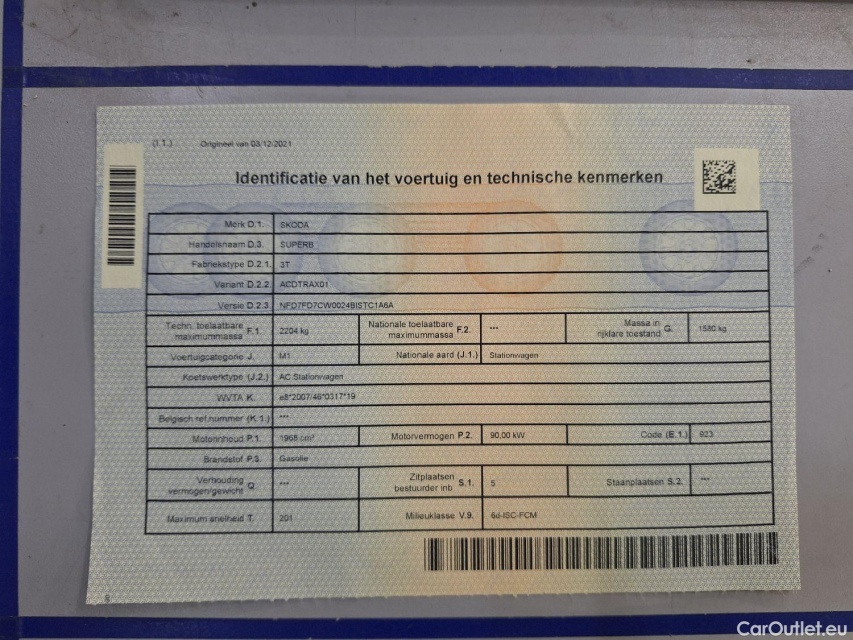 (I.1.) Origineel van 03/12/2021
Identificatie van het voertuig en technische kenmerken
Merk D.1. SKODA
Handelsnaam D.3. SUPERB
Fabriekstype D.2.1. 3T
Variant D.2.2. ACDTRAX01
Versie D.2.3. NFD7FD7CW0024BISTC1A6A
Techn. toelaatbare maximummassa F.1. 2204 kg Nationale toelaatbare maximummassa F.2. *** Massa in rijklare toestand G. 1580 kg
Voertuigcategorie J. M1 Nationale aard (J.1.) Stationwagen
Koetswerktype (J.2.) AC Stationwagen
WVTA K. e8*2007/46*0317*19
Belgisch ref.nummer (K.1.) ***
Motorinhoud P.1. 1968 cm³ Motorvermogen P.2. 90,00 kW Code (E.1.) 923
Brandstof P.3. Gasolie
Verhouding vermogen/gewicht Q. *** Zitplaatsen bestuurder inb S.1. 5 Staanplaatsen S.2. ***
Maximum snelheid T. 201 Milieuklasse V.9. 6d-ISC-FCM
CarOutlet.eu